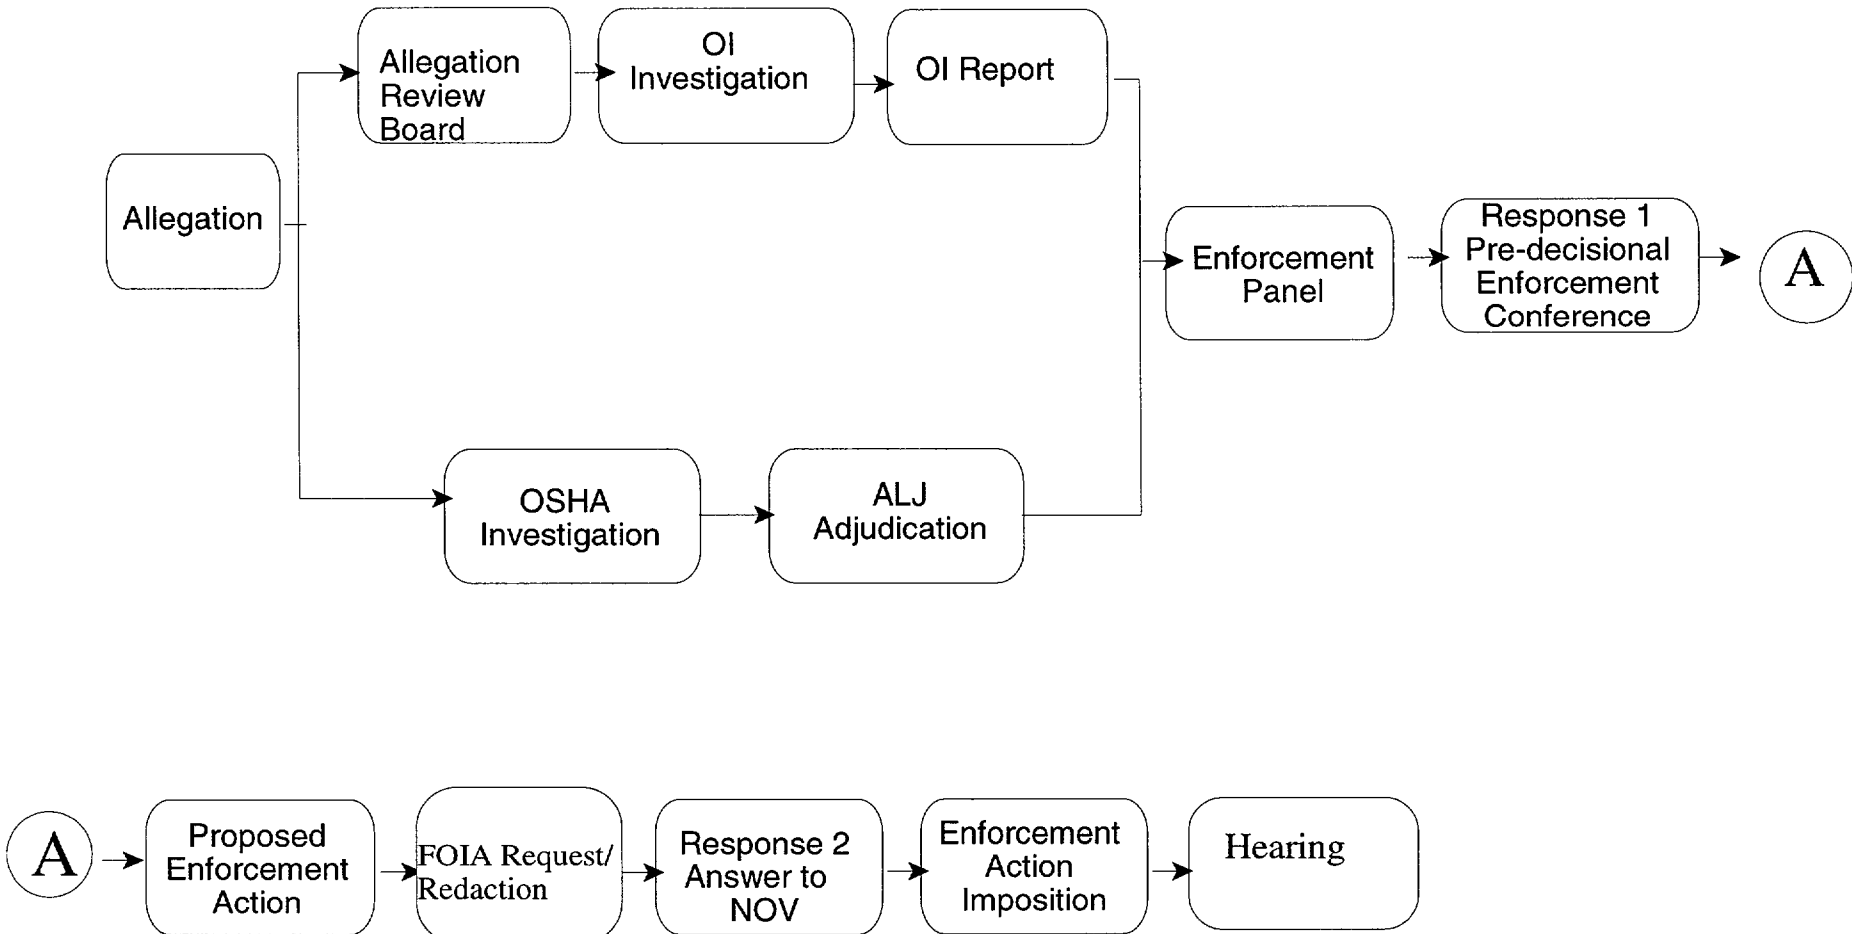 Allegation
Review
Board
OI
Investigation
OI Report
Allegation
Enforcement
Panel
Response 1
Pre-decisional
Enforcement
Conference
A
OSHA
Investigation
ALJ
Adjudication
A
Proposed
Enforcement
Action
FOIA Request/
Redaction
Response 2
Answer to
NOV
Enforcement
Action
Imposition
Hearing